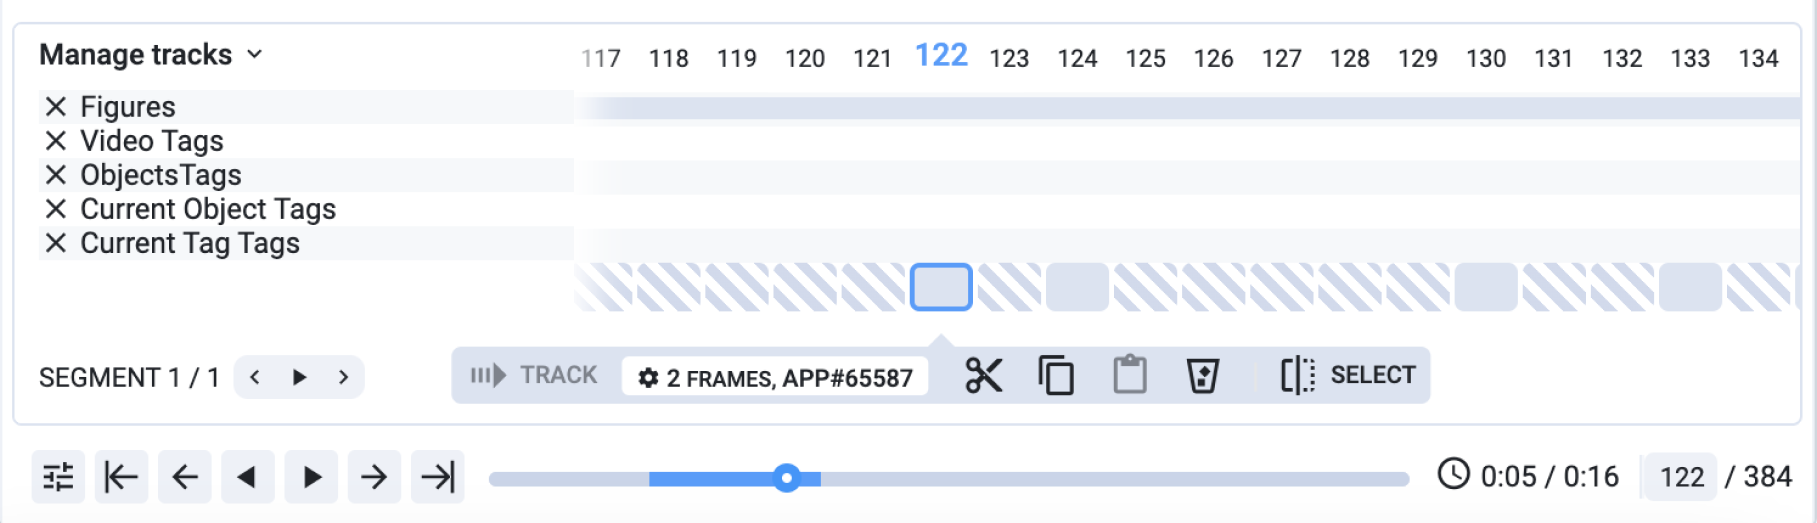 Manage tracks 117 118 119 120 121 122 123 124 125 126 127 128 129 130 131 132 133 134
Figures
Video Tags
ObjectsTags
Current Object Tags
Current Tag Tags
SEGMENT 1 / 1 TRACK 2 FRAMES, APP#65587 SELECT
0:05 / 0:16 122 / 384